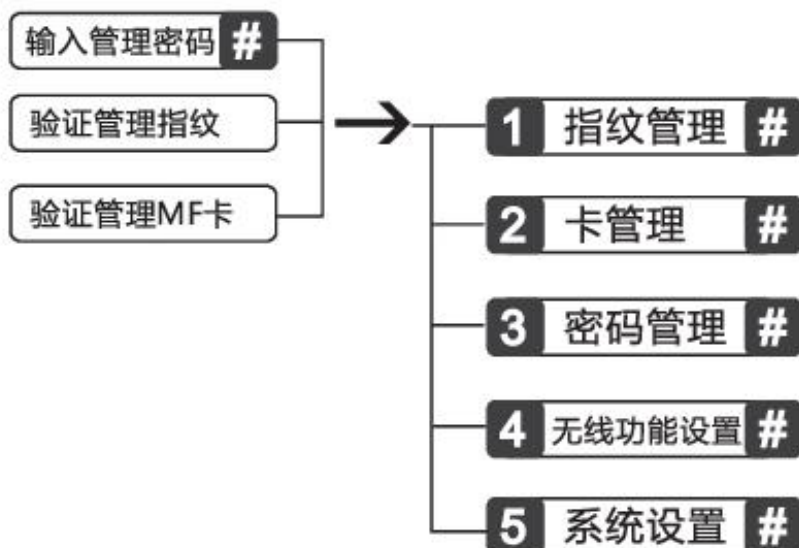 输入管理密码 #
验证管理指纹
验证管理MF卡
1 指纹管理 #
2 卡管理 #
3 密码管理 #
4 无线功能设置 #
5 系统设置 #